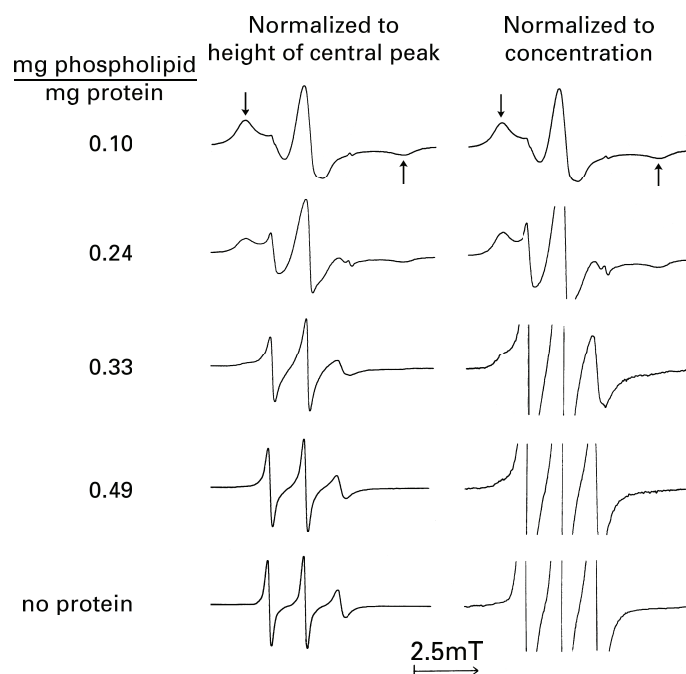 Normalized to
height of central peak
Normalized to
concentration
mg phospholipid
mg protein
0.10
0.24
0.33
0.49
no protein
2.5mT